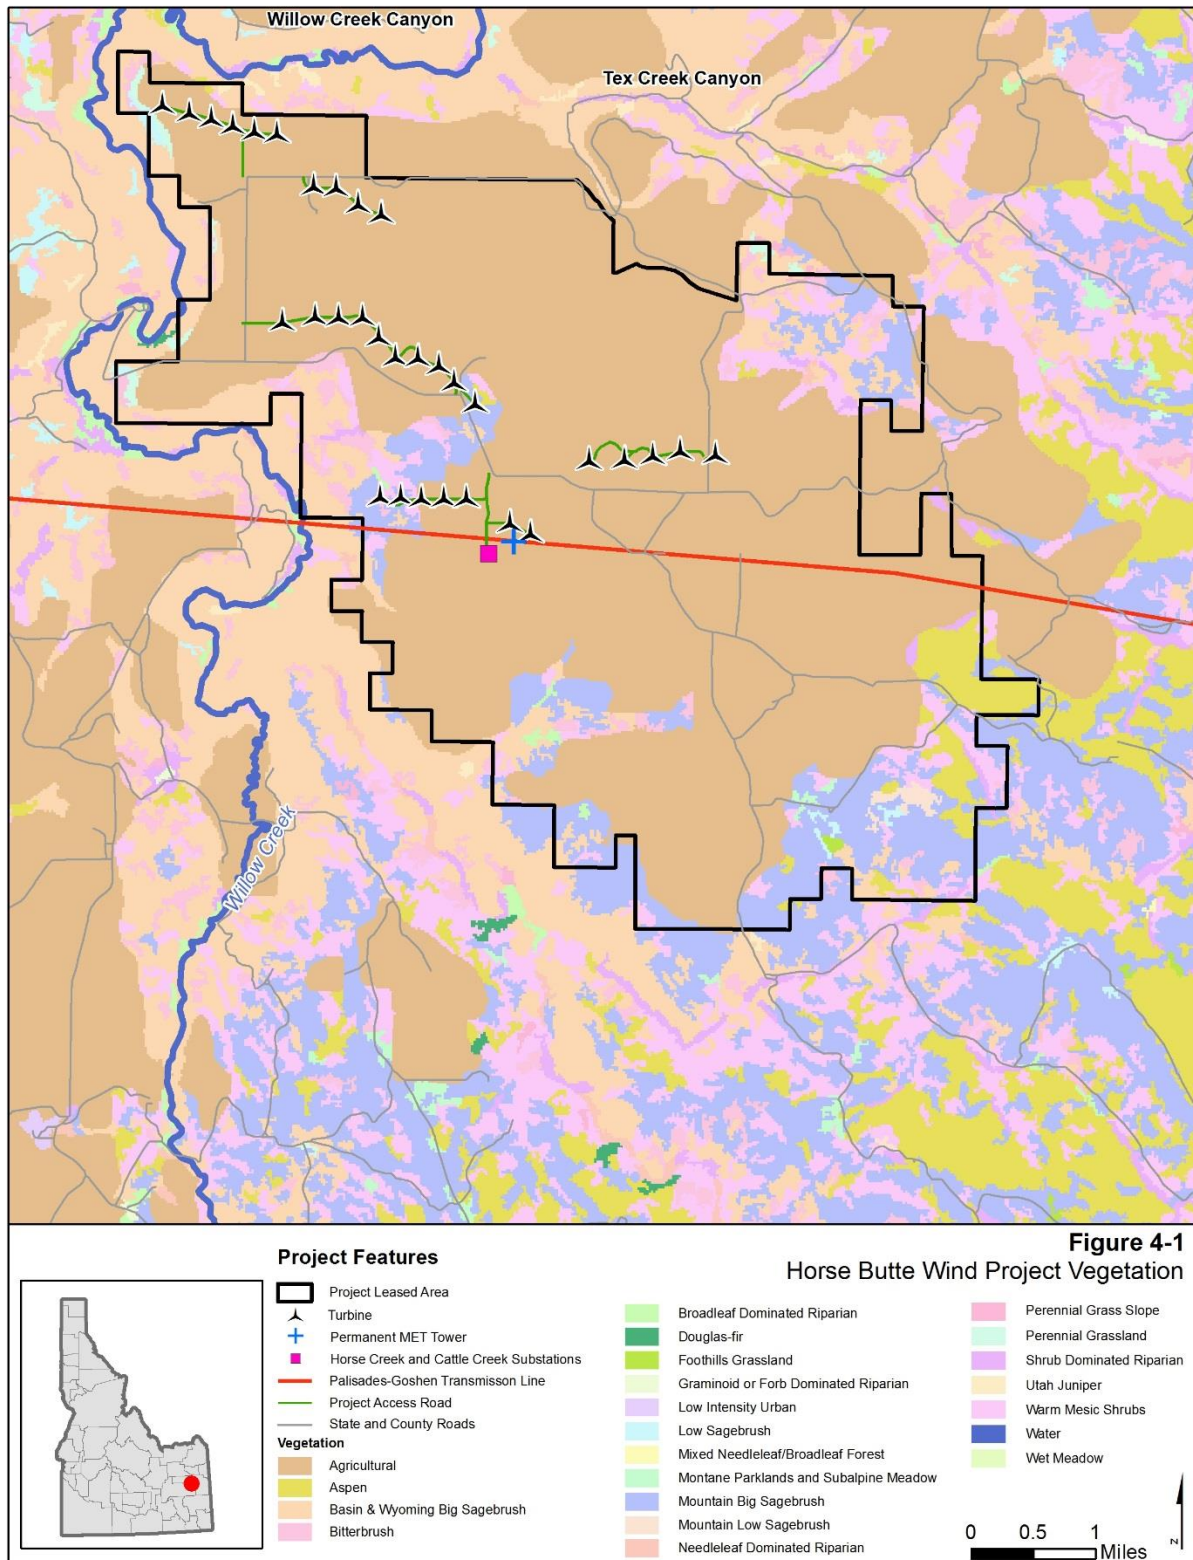 Willow Creek Canyon
Tex Creek Canyon
Willow Creek
Figure 4-1
Horse Butte Wind Project Vegetation
Project Features
Project Leased Area
Turbine
Permanent MET Tower
Horse Creek and Cattle Creek Substations
Palisades-Goshen Transmisson Line
Project Access Road
State and County Roads
Vegetation
Agricultural
Aspen
Basin & Wyoming Big Sagebrush
Bitterbrush
Broadleaf Dominated Riparian
Douglas-fir
Foothills Grassland
Graminoid or Forb Dominated Riparian
Low Intensity Urban
Low Sagebrush
Mixed Needleleaf/Broadleaf Forest
Montane Parklands and Subalpine Meadow
Mountain Big Sagebrush
Mountain Low Sagebrush
Needleleaf Dominated Riparian
Perennial Grass Slope
Perennial Grassland
Shrub Dominated Riparian
Utah Juniper
Warm Mesic Shrubs
Water
Wet Meadow
0 0.5 1
Miles
N